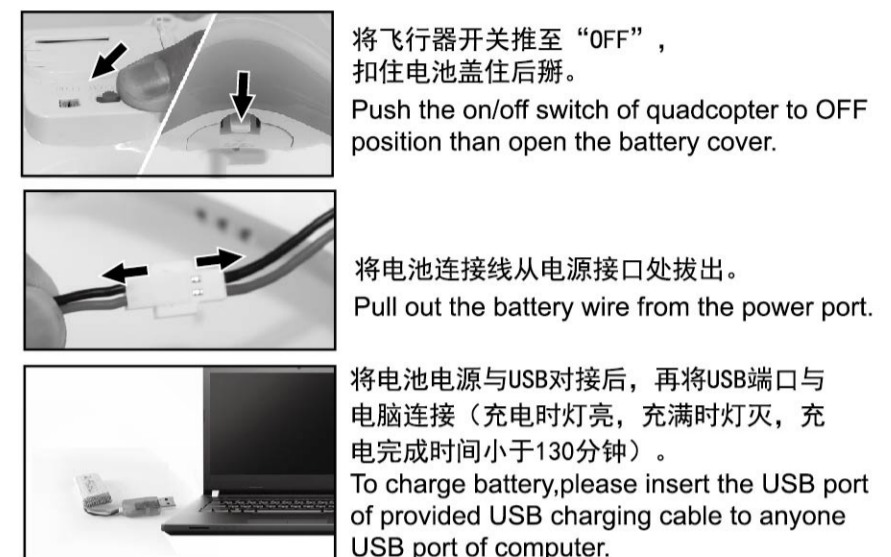 将飞行器开关推至“OFF”，
扣住电池盖住后掰。
Push the on/off switch of quadcopter to OFF
position than open the battery cover.
将电池连接线从电源接口处拔出。
Pull out the battery wire from the power port.
将电池电源与USB对接后，再将USB端口与
电脑连接（充电时灯亮，充满时灯灭，充
电完成时间小于130分钟）。
To charge battery,please insert the USB port
of provided USB charging cable to anyone
USB port of computer.